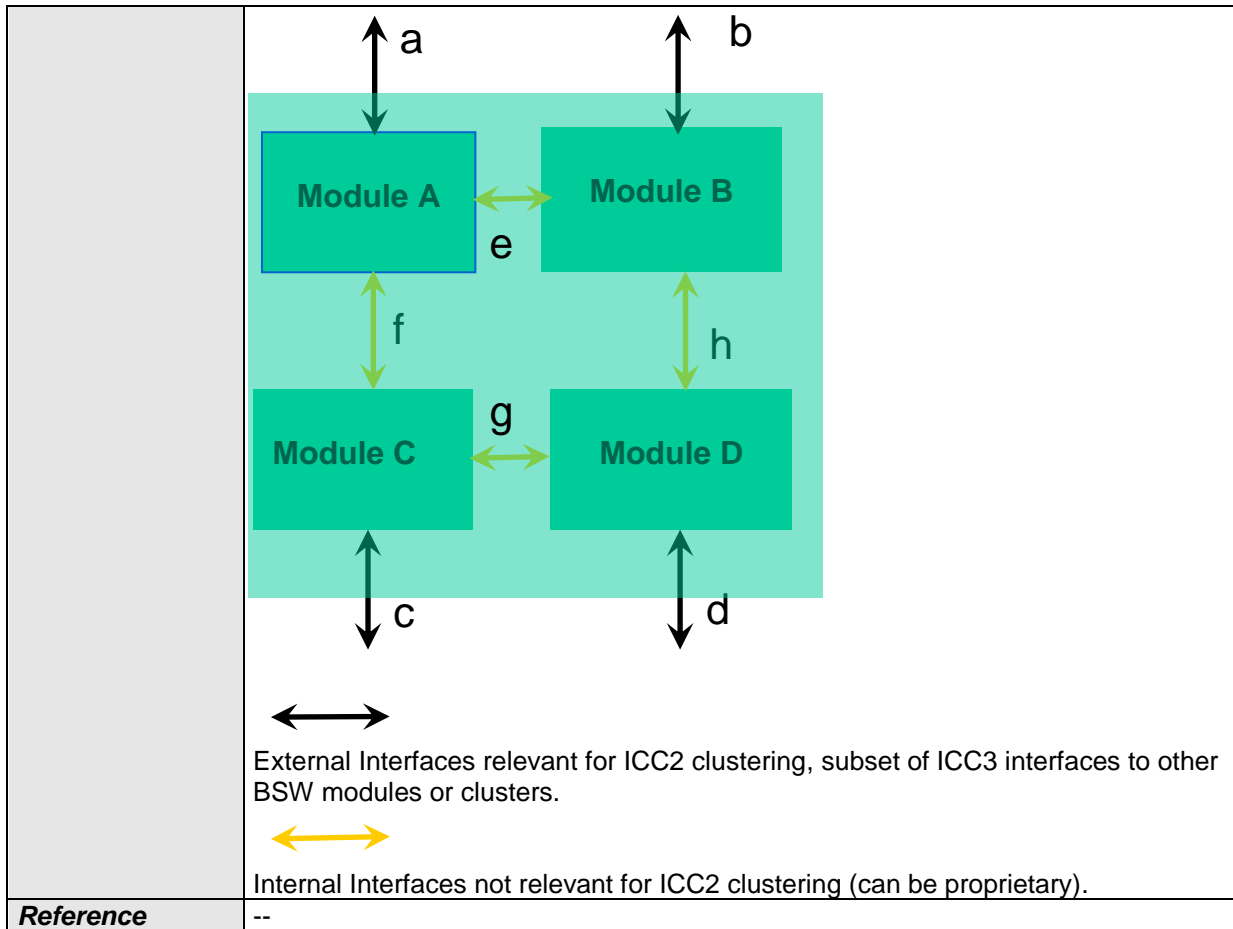 a
b
Module A
Module B
e
f
h
g
Module C
Module D
c
d
External Interfaces relevant for ICC2 clustering, subset of ICC3 interfaces to other
BSW modules or clusters.
Internal Interfaces not relevant for ICC2 clustering (can be proprietary).
Reference --